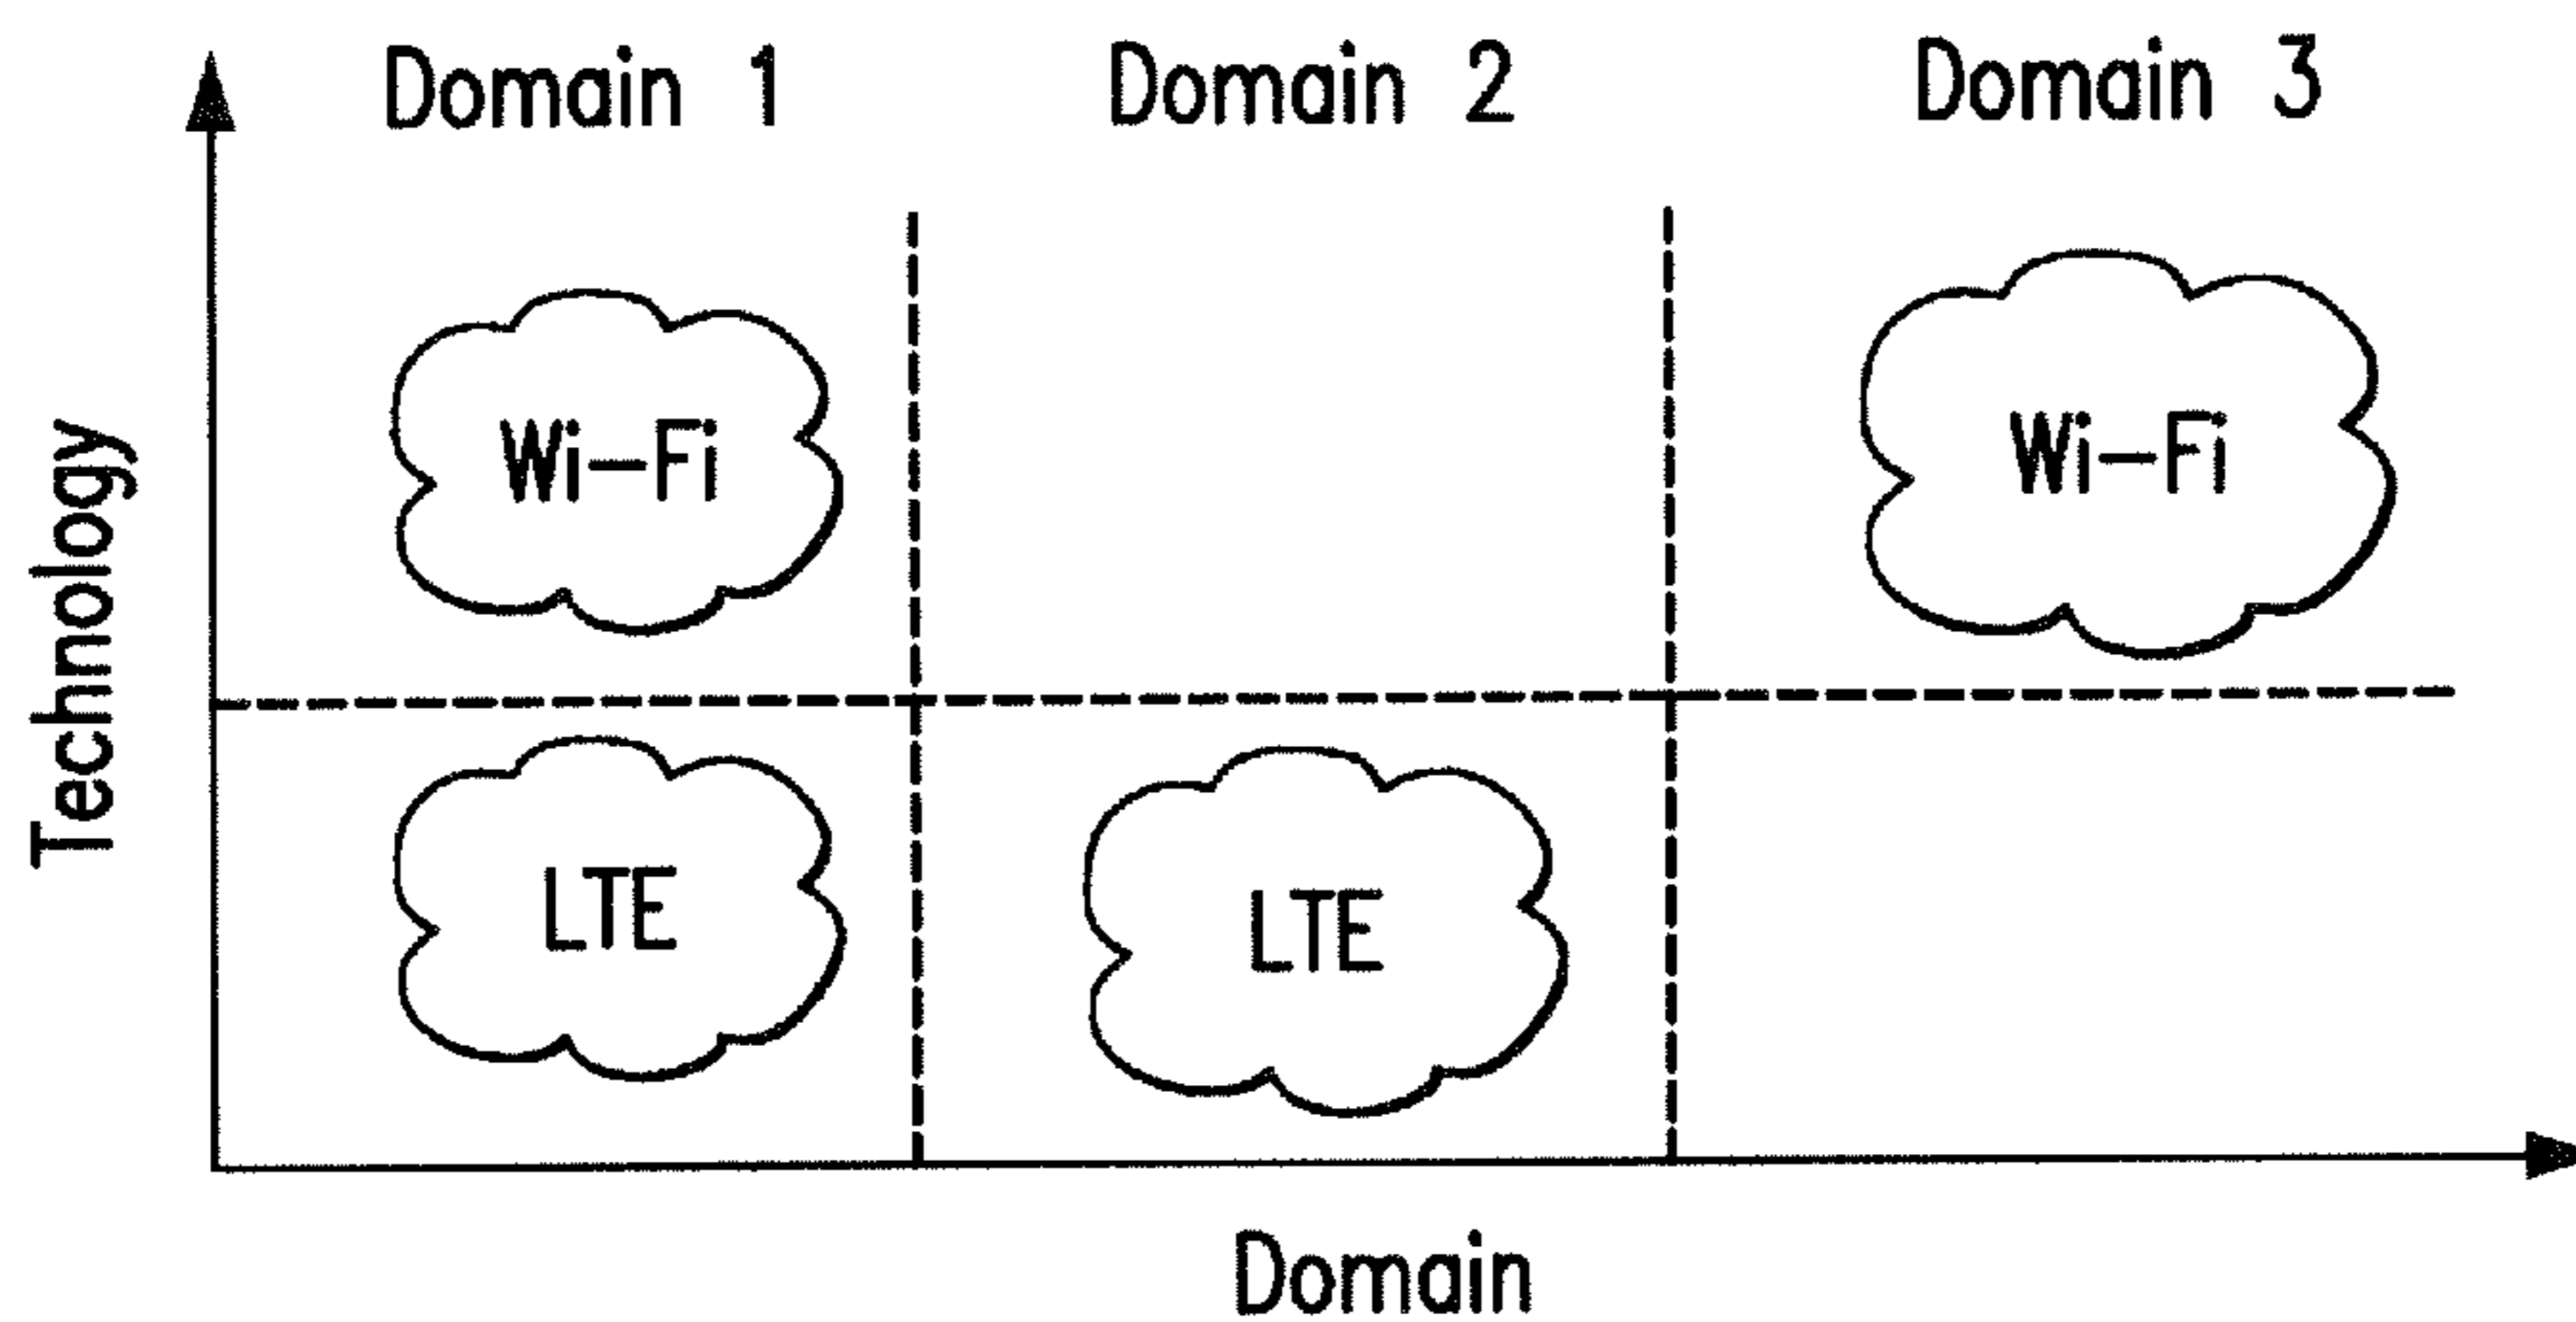 Domain 1 Domain 2 Domain 3
Technology
Wi-Fi Wi-Fi
LTE LTE
Domain